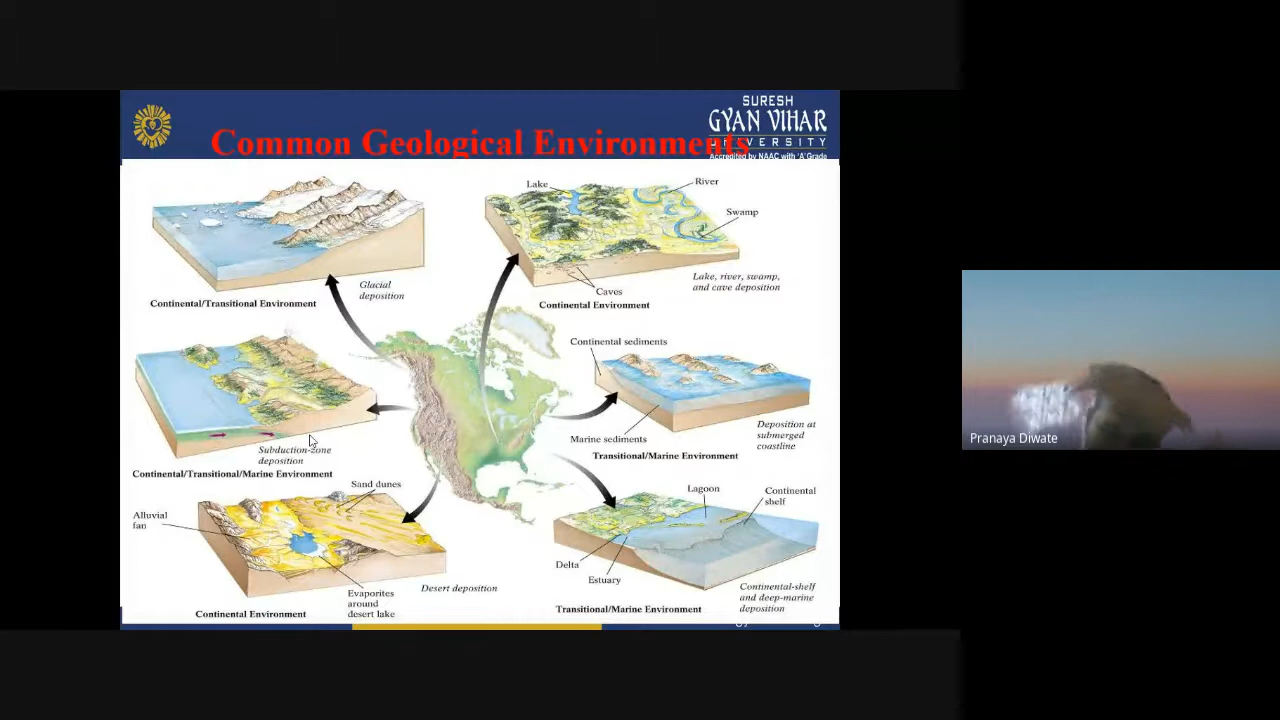 SURESH
GYAN VIHAR
UNIVERSITY
Accredited by NAAC with 'A' Grade
Common Geological Environments
Lake
River
Swamp
Glacial
deposition
Lake, river, swamp,
and cave deposition
Caves
Continental/Transitional Environment
Continental Environment
Continental sediments
Deposition at
submerged
coastline
Marine sediments
Subduction-zone
deposition
Transitional/Marine Environment
Continental/Transitional/Marine Environment
Pranaya Diwate
Sand dunes
Alluvial
fan
Lagoon
Continental
shelf
Delta
Estuary
Desert deposition
Evaporites
around
desert lake
Continental-shelf
and deep-marine
deposition
Continental Environment
Transitional/Marine Environment